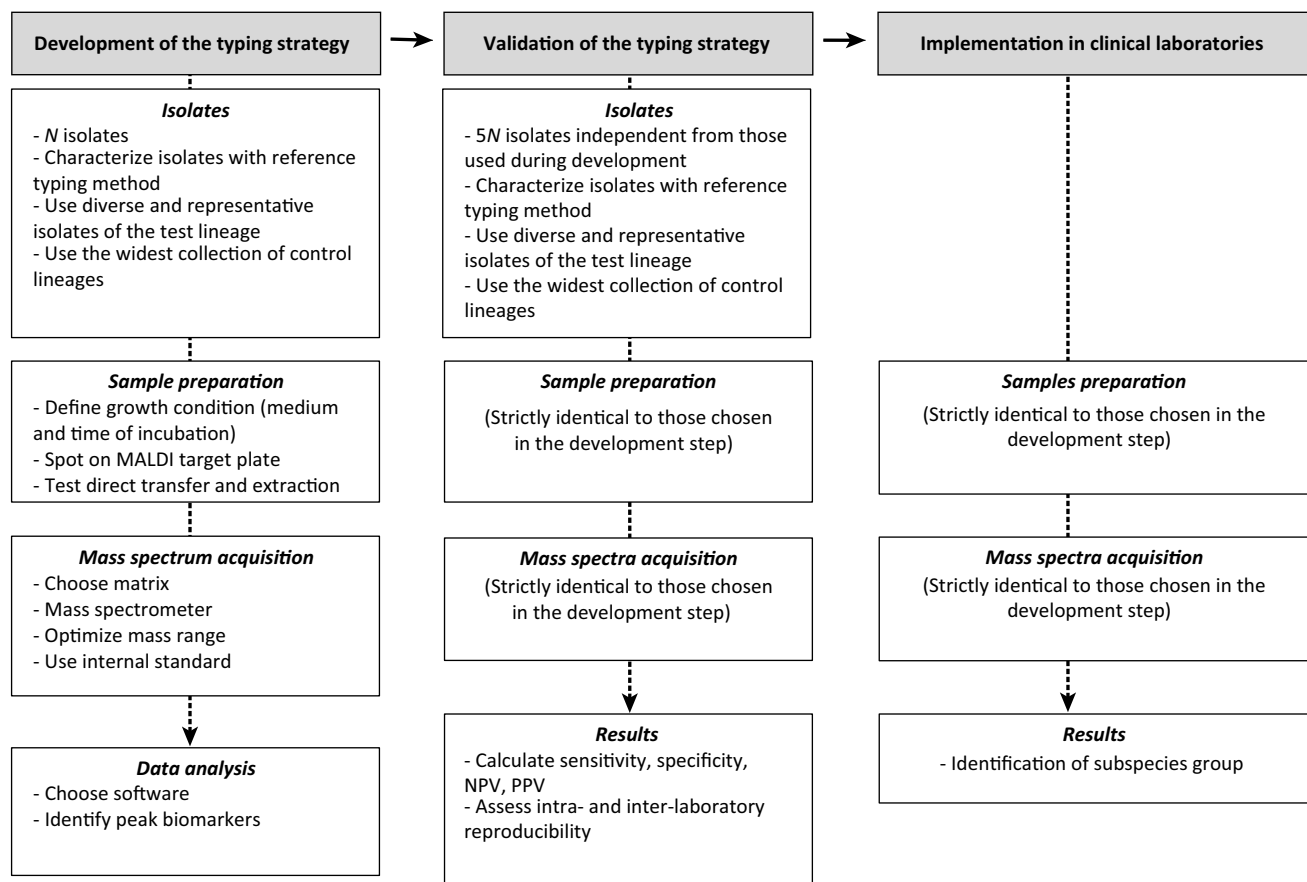 Development of the typing strategy
Validation of the typing strategy
Implementation in clinical laboratories
Isolates
- N isolates
- Characterize isolates with reference
typing method
- Use diverse and representative
isolates of the test lineage
- Use the widest collection of control
lineages
Isolates
- 5N isolates independent from those
used during development
- Characterize isolates with reference
typing method
- Use diverse and representative
isolates of the test lineage
- Use the widest collection of control
lineages
Sample preparation
- Define growth condition (medium
and time of incubation)
- Spot on MALDI target plate
- Test direct transfer and extraction
Sample preparation
(Strictly identical to those chosen
in the development step)
Samples preparation
(Strictly identical to those chosen in the
development step)
Mass spectrum acquisition
- Choose matrix
- Mass spectrometer
- Optimize mass range
- Use internal standard
Mass spectra acquisition
(Strictly identical to those chosen
in the development step)
Mass spectra acquisition
(Strictly identical to those chosen in the
development step)
Data analysis
- Choose software
- Identify peak biomarkers
Results
- Calculate sensitivity, specificity,
NPV, PPV
- Assess intra- and inter-laboratory
reproducibility
Results
- Identification of subspecies group